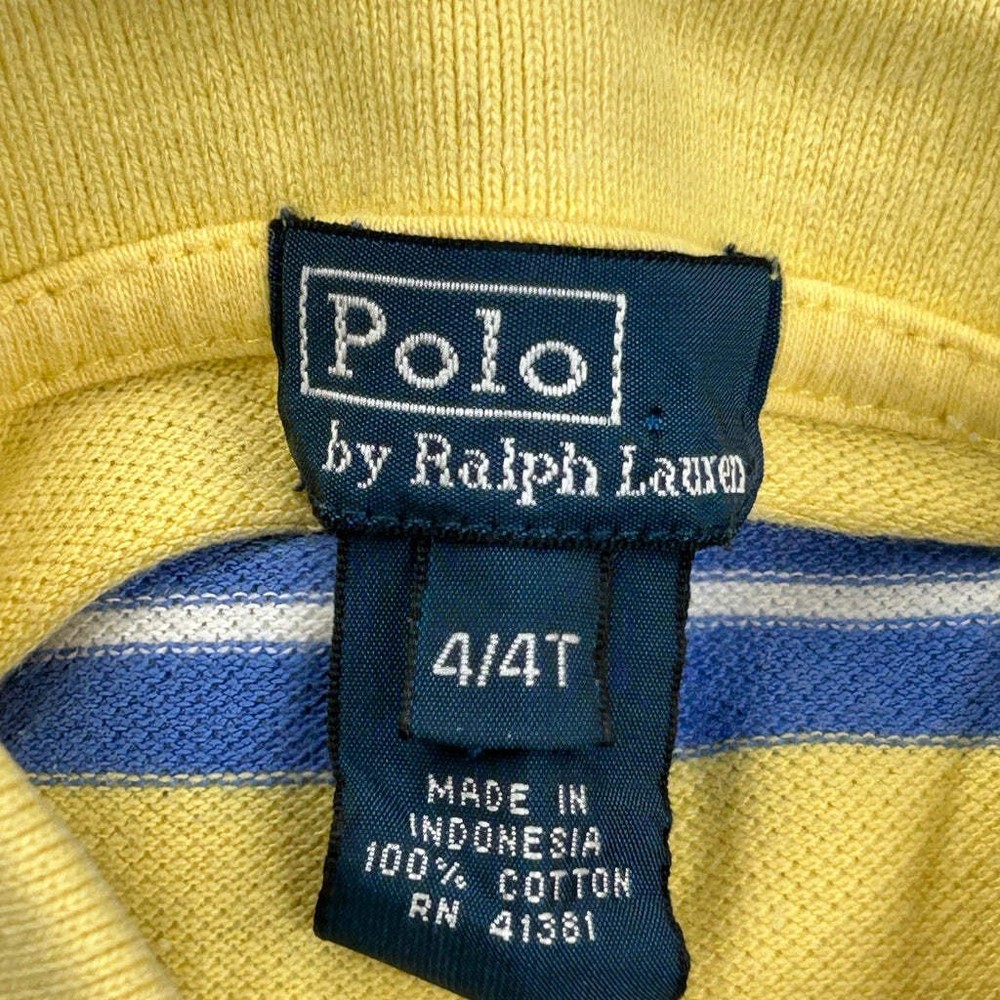 Polo
by Ralph Lauren
4/4T
MADE IN
INDONESIA
100% COTTON
RN 41381